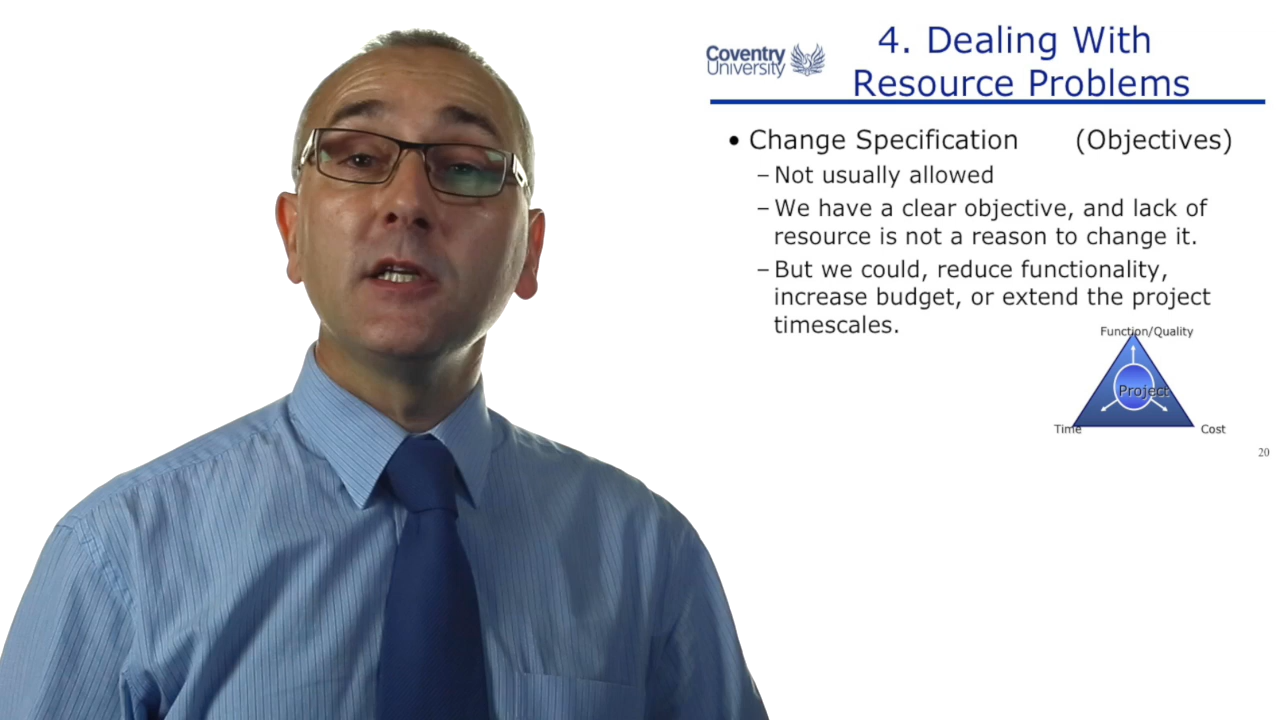 Coventry
University
4. Dealing With
Resource Problems
• Change Specification (Objectives)
– Not usually allowed
– We have a clear objective, and lack of
resource is not a reason to change it.
– But we could, reduce functionality,
increase budget, or extend the project
timescales.
Function/Quality
Project
Time
Cost
20